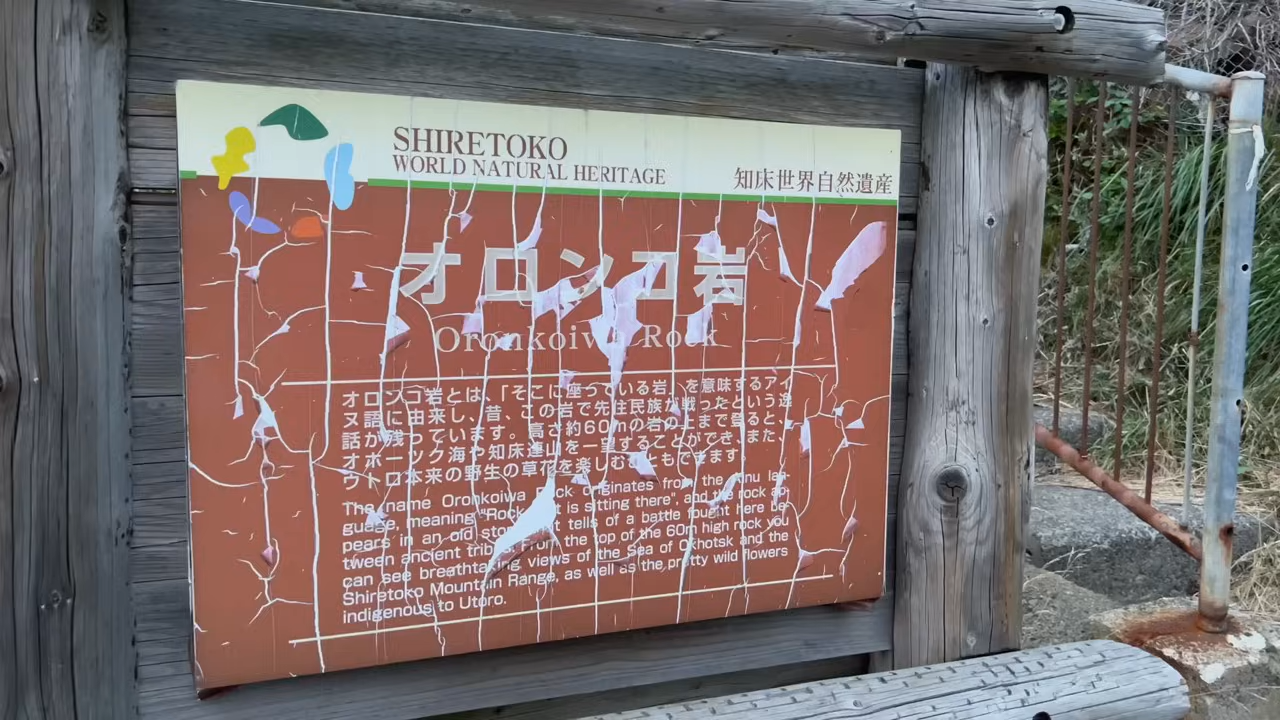 SHIRETOKO
WORLD NATURAL HERITAGE
知床世界自然遺産
オロンコ岩
Oronkoiwa Rock
オロンコ岩とは、「そこに座っている岩」を意味するアイ
ヌ語に由来し、昔、この岩で先住民族が戦ったという逸
話が残っています。高さ約60mの岩の上まで登ると、
オホーツク海や知床連山を一望することができ、また、
ウトロ本来の野生の草花を楽しむこともできます
The name Oronkoiwa originates from the lan-
guage, meaning "Rock is sitting there", and the rock ap-
pears in an old tells of a battle fought here be-
tween ancient From the top of the 60m high rock you
can see breathtaking views of the Sea of Okhotsk and the
Shiretoko Mountain Range, as well as the pretty wild flowers
indigenous to Utoro.